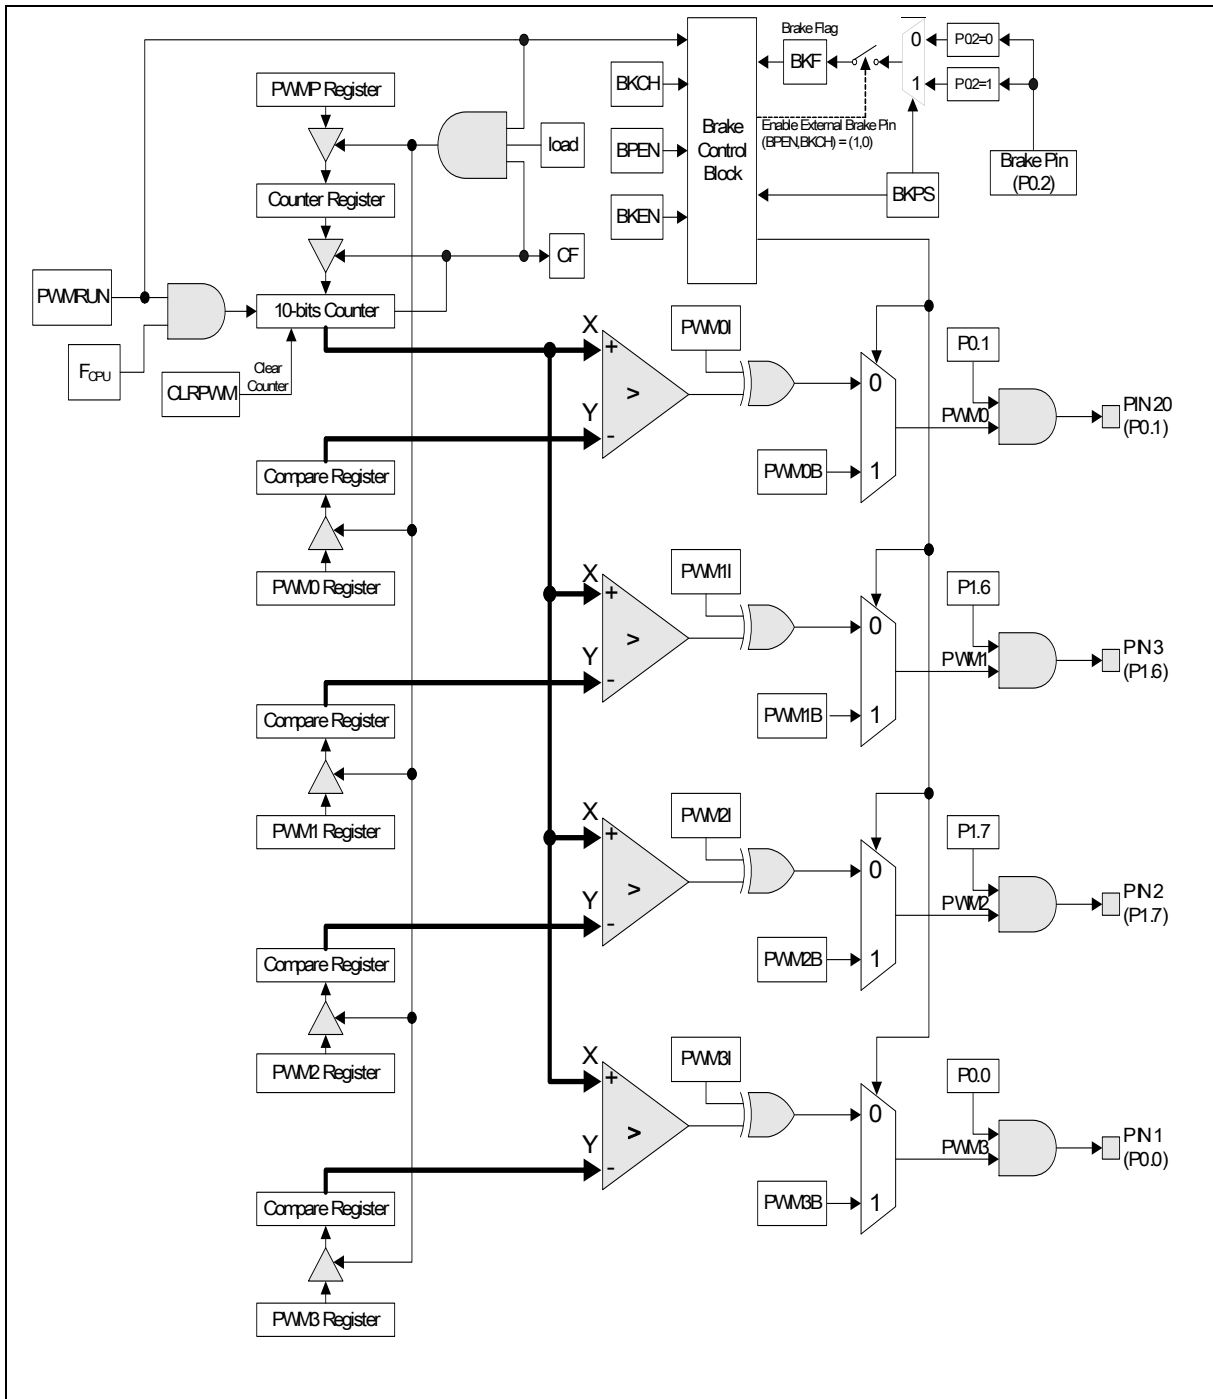 PWMP Register
load
Counter Register
CF
PWMRUN
10-bits Counter
FCPU
CLRPWM
Clear
Counter
BKCH
BPEN
BKEN
Brake
Control
Block
Brake Flag
BKF
Enable External Brake Pin
(BPEN,BKCH) = (1,0)
0
1
P0.2=0
P0.2=1
Brake Pin
(P0.2)
BKPS
X
+
Y
-
>
PWM0I
0
1
PWM0B
PWM0
P0.1
PIN20
(P0.1)
Compare Register
PWM0 Register
X
+
Y
-
>
PWM1I
0
1
PWM1B
PWM1
P1.6
PIN3
(P1.6)
Compare Register
PWM1 Register
X
+
Y
-
>
PWM2I
0
1
PWM2B
PWM2
P1.7
PIN2
(P1.7)
Compare Register
PWM2 Register
X
+
Y
-
>
PWM3I
0
1
PWM3B
PWM3
P0.0
PIN1
(P0.0)
Compare Register
PWM3 Register